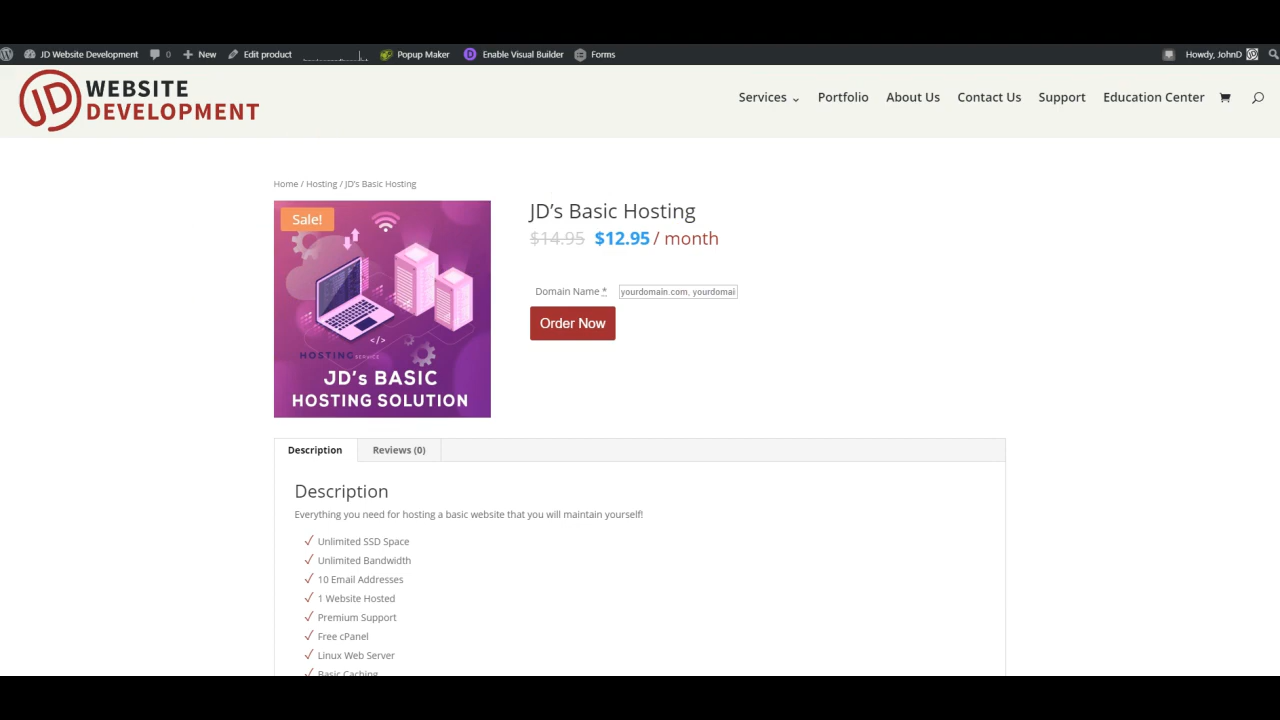 JD Website Development 0 New Edit product Popup Maker Enable Visual Builder Forms Howdy, JohnD
JD WEBSITE DEVELOPMENT
Services Portfolio About Us Contact Us Support Education Center
Home / Hosting / JD's Basic Hosting
Sale!
</>
HOSTING SERVICE
JD's BASIC
HOSTING SOLUTION
JD's Basic Hosting
$14.95 $12.95 / month
Domain Name * yourdomain.com, yourdomai
Order Now
Description Reviews (0)
Description
Everything you need for hosting a basic website that you will maintain yourself!
Unlimited SSD Space
Unlimited Bandwidth
10 Email Addresses
1 Website Hosted
Premium Support
Free cPanel
Linux Web Server
Basic Caching